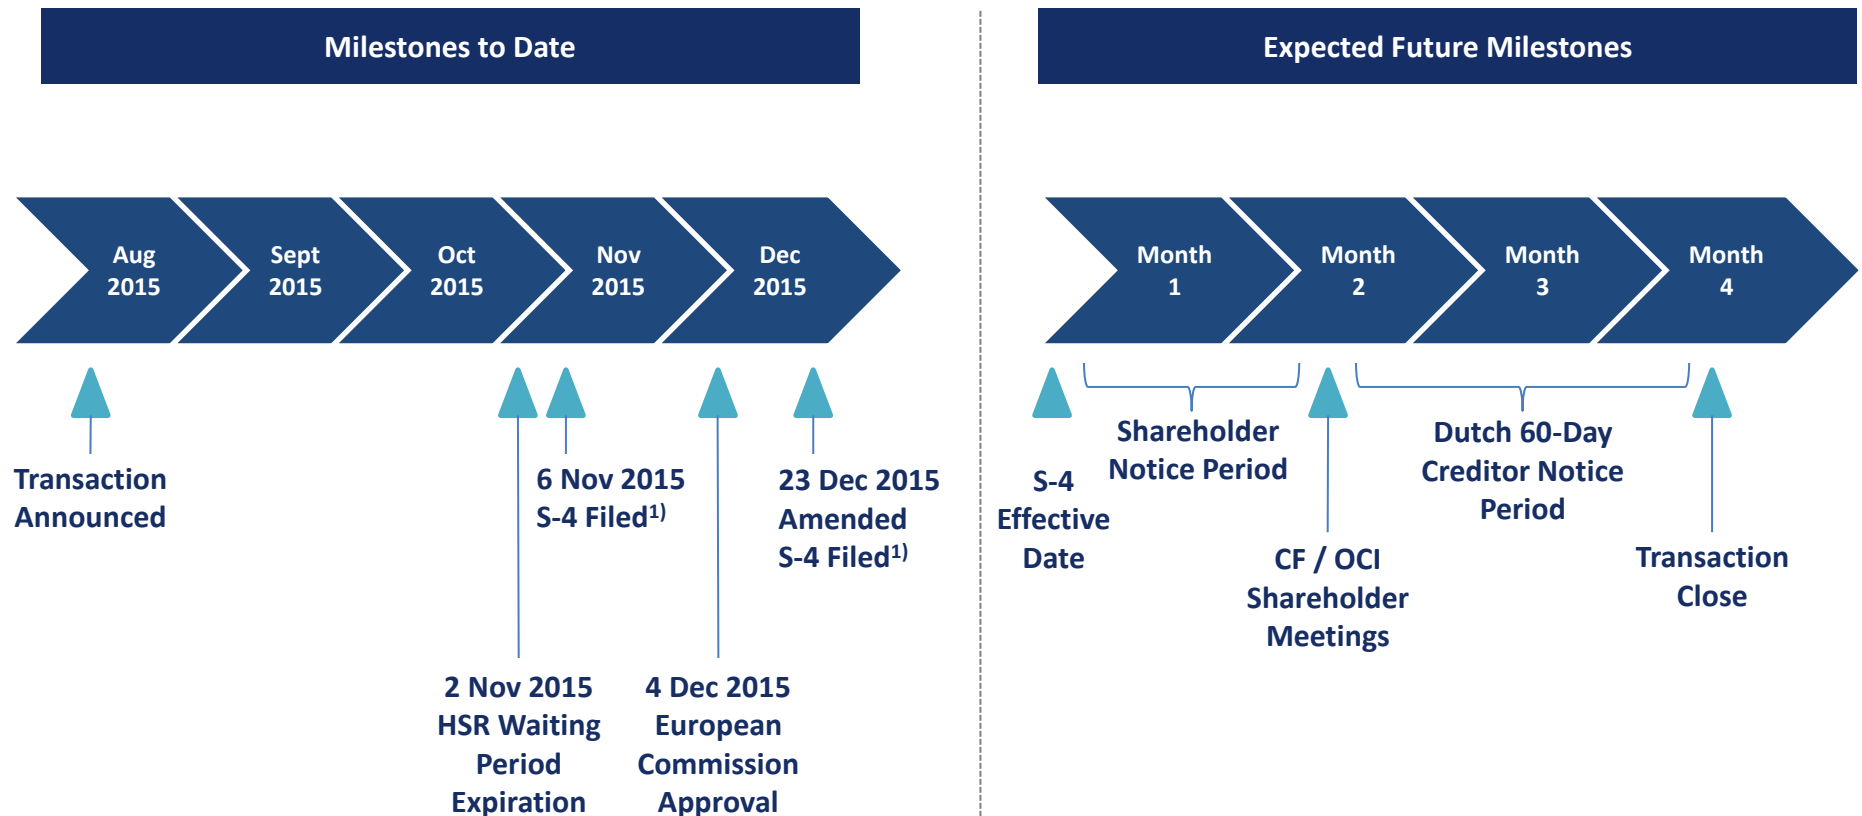 Milestones to Date
Aug
2015
Sept
2015
Oct
2015
Nov
2015
Dec
2015
Transaction
Announced
6 Nov 2015
S-4 Filed1)
23 Dec 2015
Amended
S-4 Filed1)
2 Nov 2015
HSR Waiting
Period
Expiration
4 Dec 2015
European
Commission
Approval
Expected Future Milestones
Month
1
Month
2
Month
3
Month
4
S-4
Effective
Date
Shareholder
Notice Period
CF / OCI
Shareholder
Meetings
Dutch 60-Day
Creditor Notice
Period
Transaction
Close